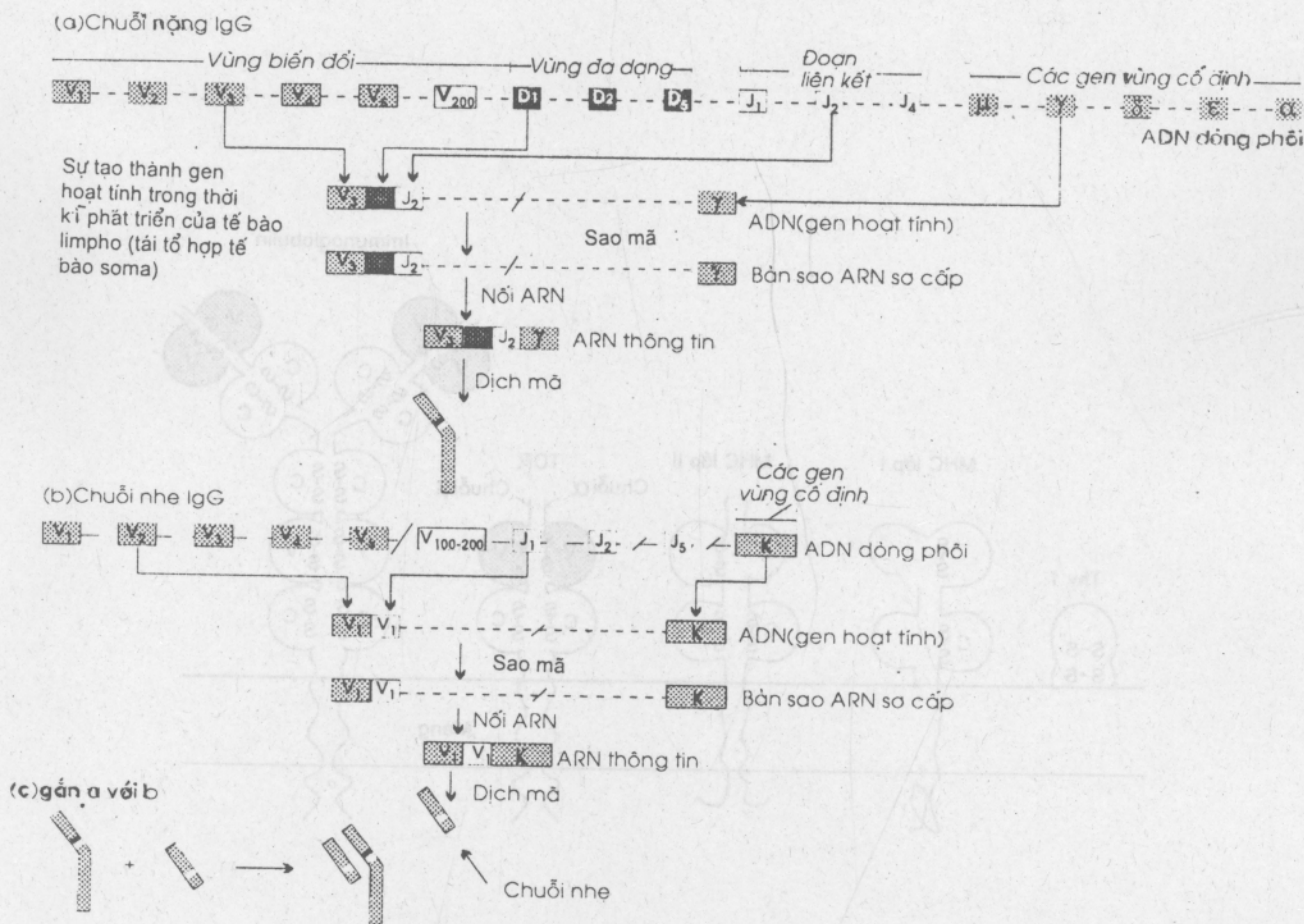 (a)Chuỗi nặng IgG
Vùng biến đổi Vùng đa dạng Đoạn liên kết Các gen vùng cố định
V1 V2 V3 V4 V6 V200 D1 D2 D5 J1 J2 J4 μ γ δ ε α
ADN dòng phôi
Sự tạo thành gen
hoạt tính trong thời
kì phát triển của tế bào
limpho (tái tổ hợp tế
bào soma)
V3 J2 γ
ADN(gen hoạt tính)
Sao mã
V3 J2 γ Bản sao ARN sơ cấp
Nối ARN
V3 J2 γ ARN thông tin
Dịch mã
(b)Chuỗi nhẹ IgG
Các gen
vùng cố định
V1 V2 V3 V4 V6 V100-200 J1 J2 J5 K ADN dòng phôi
V1 V1 K ADN(gen hoạt tính)
Sao mã
V1 V1 K Bản sao ARN sơ cấp
Nối ARN
V1 V1 K ARN thông tin
Dịch mã
(c)gắn a với b
+
Chuỗi nhẹ